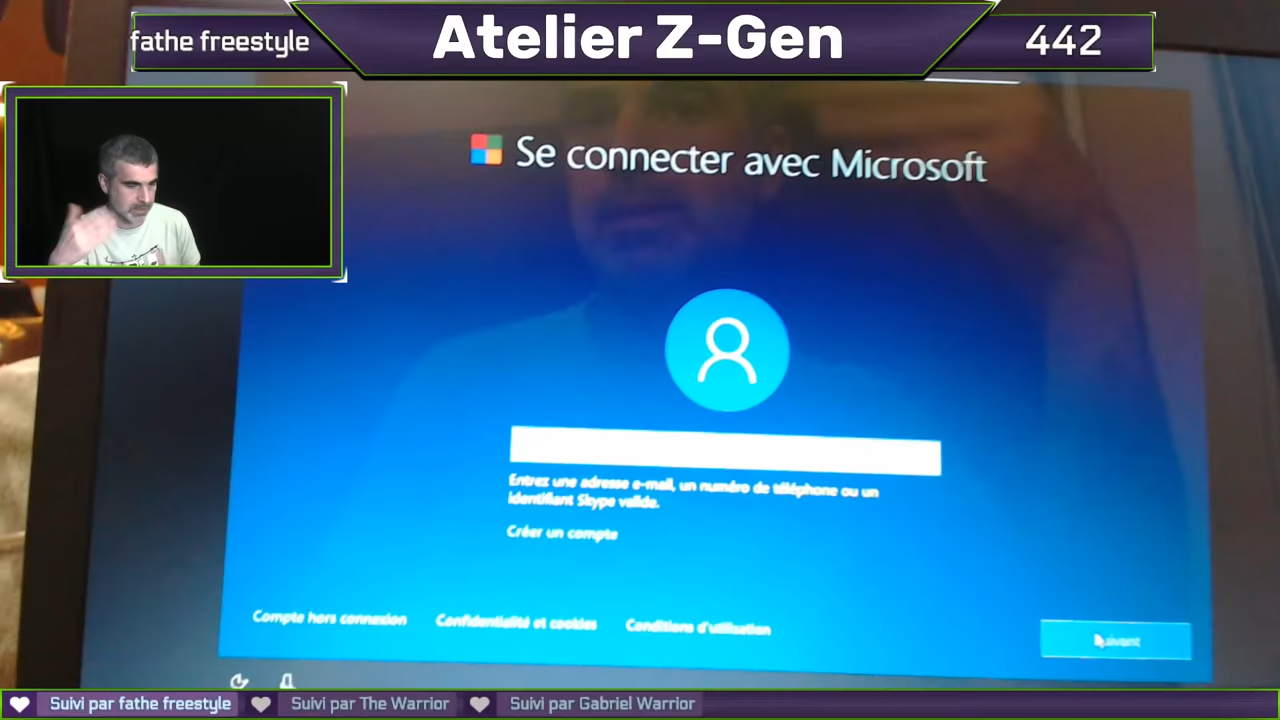 fathe freestyle
Atelier Z-Gen
442
Se connecter avec Microsoft
Entrez une adresse e-mail, un numéro de téléphone ou un
identifiant Skype valide.
Créer un compte
Compte hors connexion
Confidentialité et cookies
Conditions d'utilisation
Suivant
Suivi par fathe freestyle
Suivi par The Warrior
Suivi par Gabriel Warrior